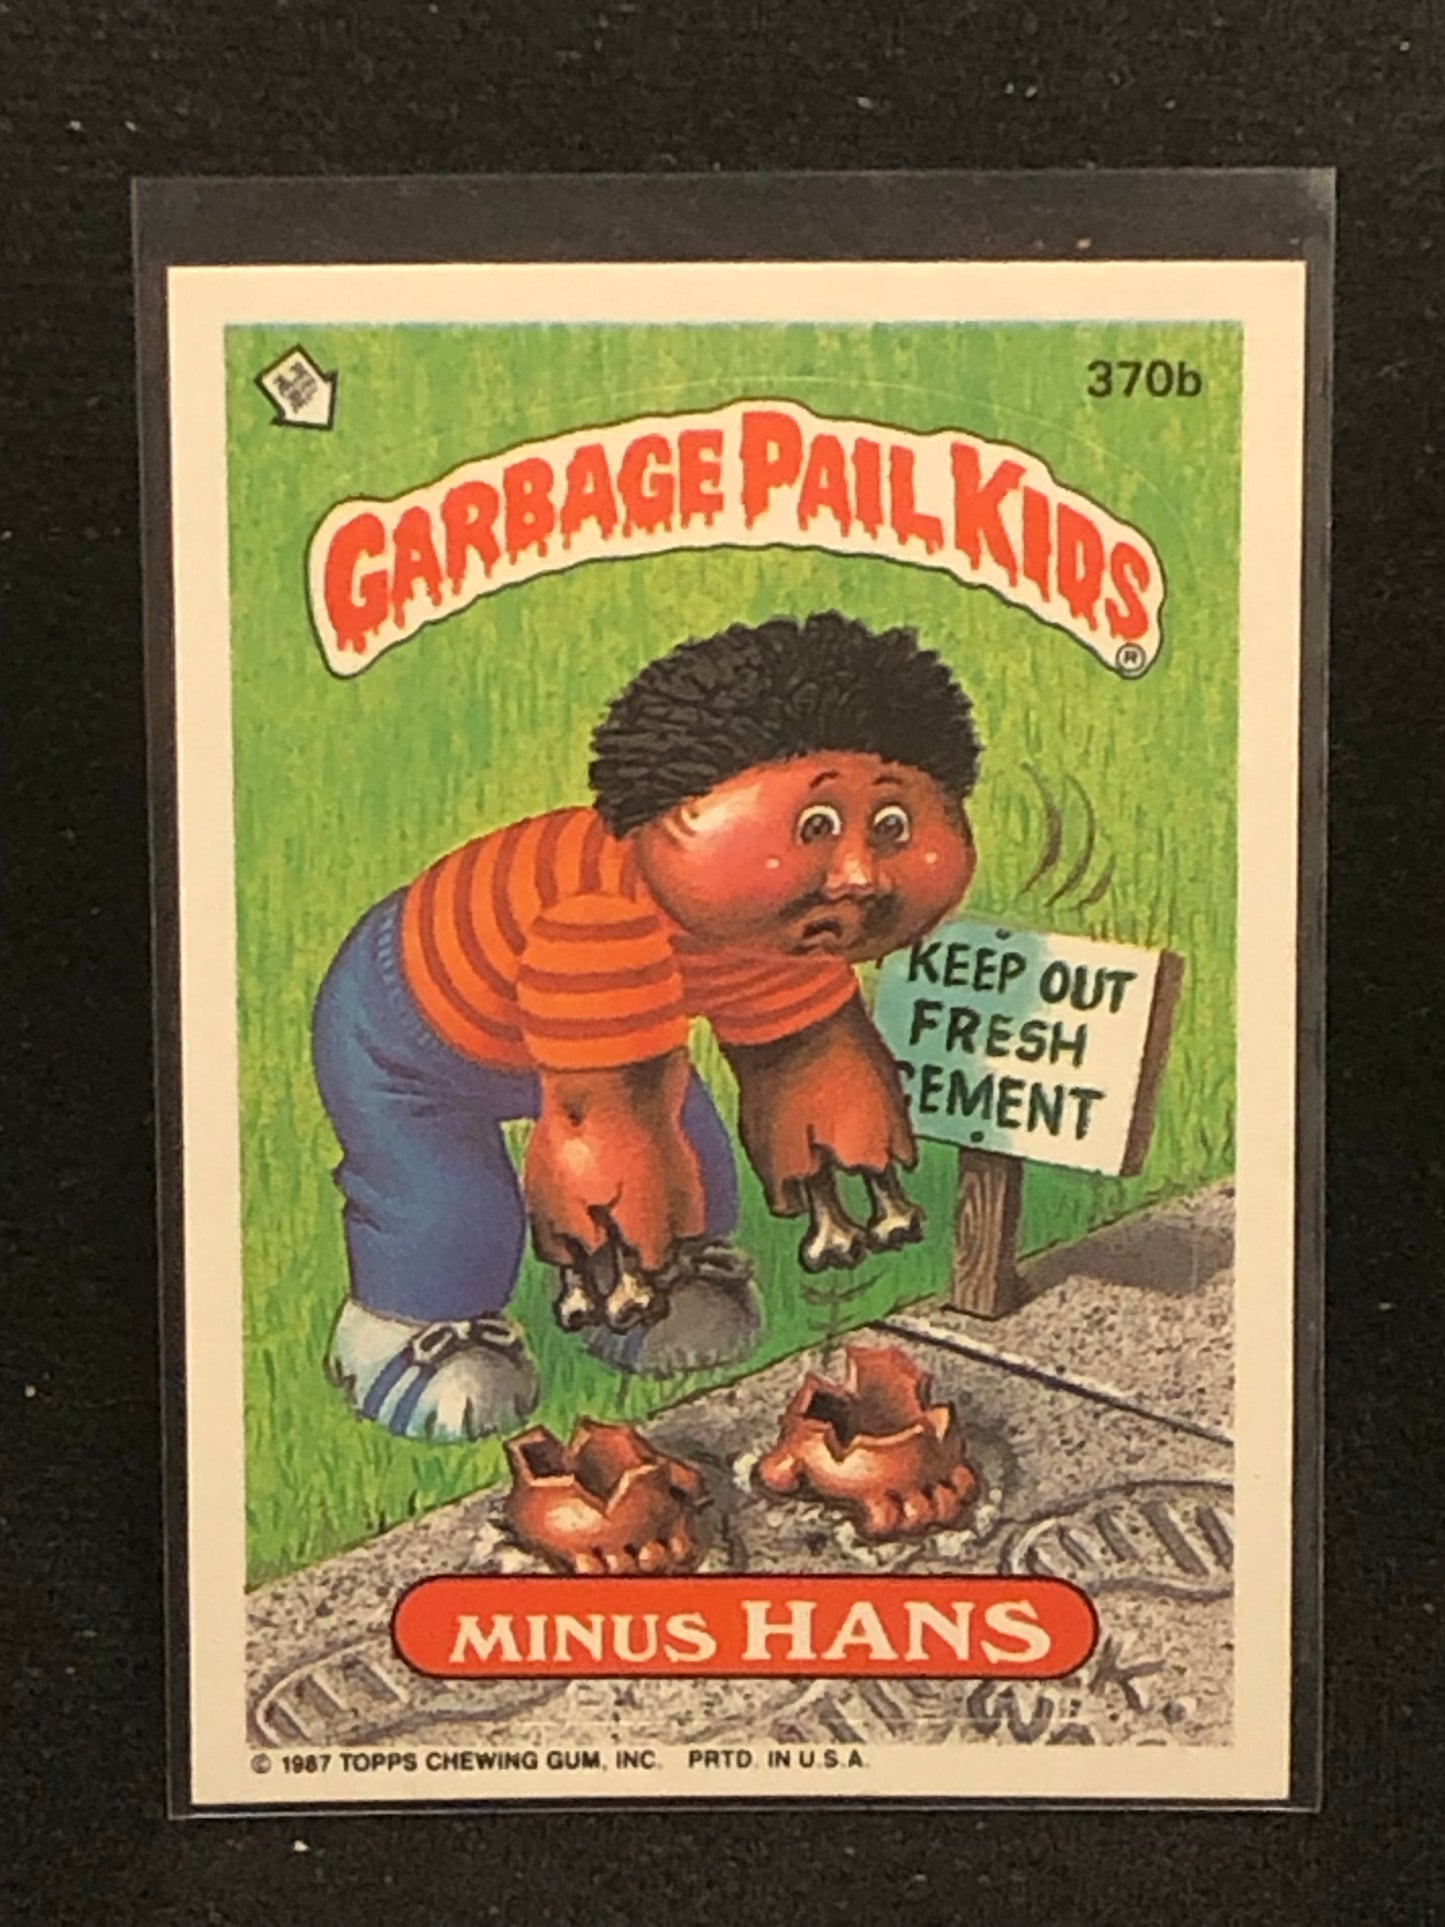 370b
GARBAGE PAIL KIDS
®
KEEP OUT
FRESH
CEMENT
MINUS HANS
© 1987 TOPPS CHEWING GUM, INC. PRTD. IN U.S.A.